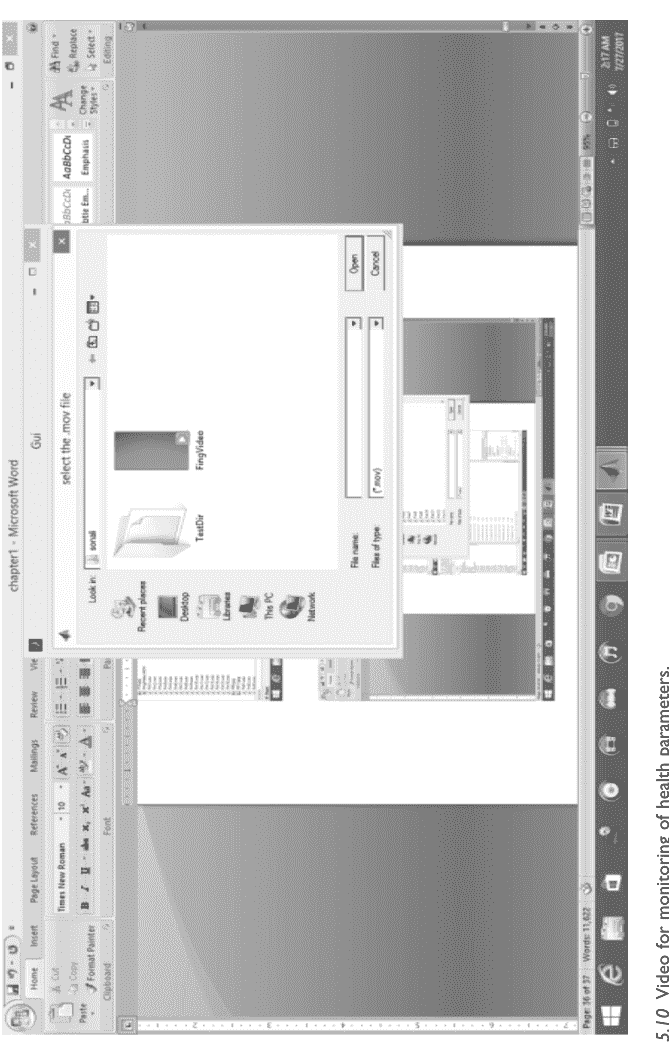 chapter1 - Microsoft Word
Home Insert Page Layout References Mailings Review Vie
Cut
Copy
Format Painter
Paste
Clipboard
Times New Roman 10
Font
AaBbCcDc
Emphasis
Change Styles
Find
Replace
Select
Editing
Gui
select the .mov file
Look in: sonali
Recent places
Desktop
Libraries
This PC
Network
TestDir
FingVideo
File name:
Files of type: (*.mov)
Open
Cancel
Page: 36 of 37 Words: 11,622
95%
2:17 AM
7/27/2017
5.10 Video for monitoring of health parameters.